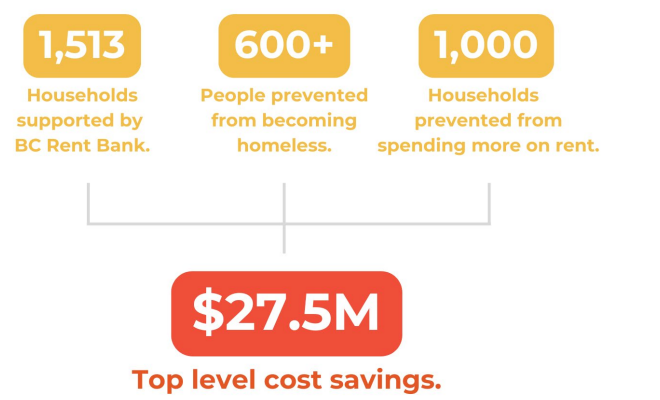 1,513
Households
supported by
BC Rent Bank.
600+
People prevented
from becoming
homeless.
1,000
Households
prevented from
spending more on rent.
$27.5M
Top level cost savings.